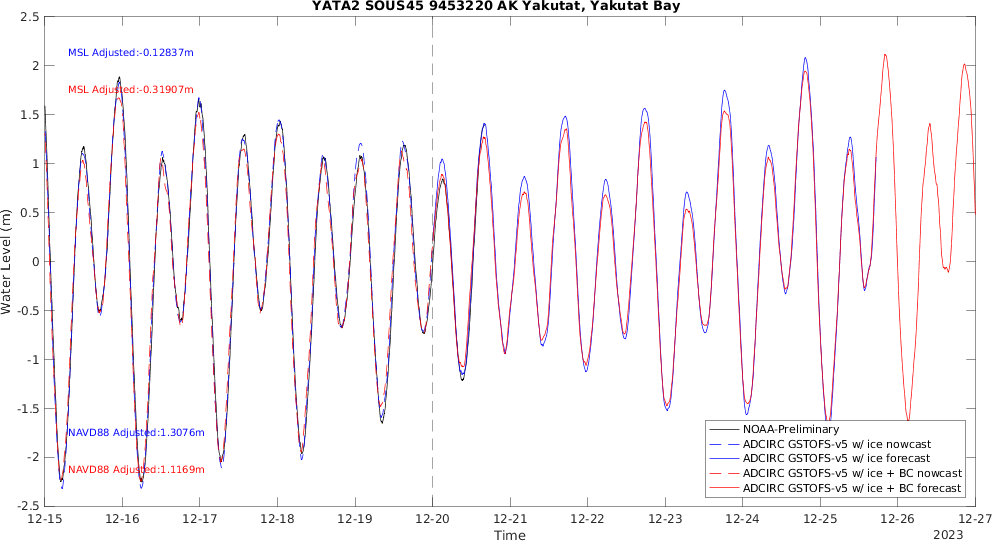 YATA2 SOUS45 9453220 AK Yakutat, Yakutat Bay
2.5
2
1.5
1
0.5
0
-0.5
-1
-1.5
-2
-2.5
Water Level (m)
MSL Adjusted:-0.12837m
MSL Adjusted:-0.31907m
NAVD88 Adjusted:1.3076m
NAVD88 Adjusted:1.1169m
NOAA-Preliminary
ADCIRC GSTOFS-v5 w/ ice nowcast
ADCIRC GSTOFS-v5 w/ ice forecast
ADCIRC GSTOFS-v5 w/ ice + BC nowcast
ADCIRC GSTOFS-v5 w/ ice + BC forecast
12-15 12-16 12-17 12-18 12-19 12-20 12-21 12-22 12-23 12-24 12-25 12-26 12-27
Time
2023